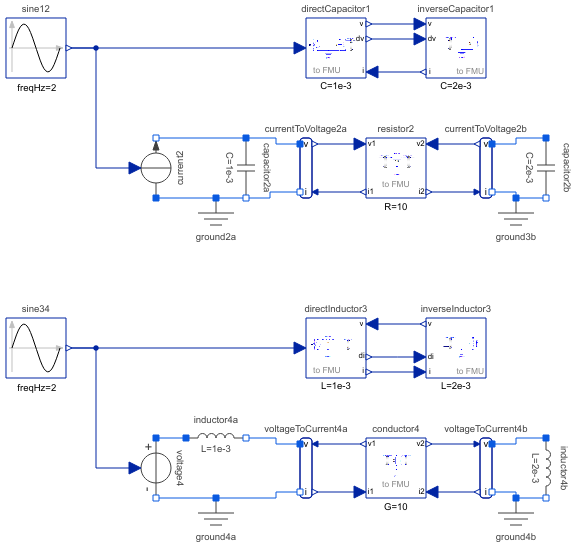 sine12
directCapacitor1
inverseCapacitor1
v
v
dv
dv
i
i
to FMU
to FMU
freqHz=2
C=1e-3
C=2e-3
current2
C=1e-3
capacitor2a
currentToVoltage2a
resistor2
currentToVoltage2b
v
v1
v2
v
i
i1
i2
i
to FMU
R=10
C=2e-3
capacitor2b
ground2a
ground3b
sine34
directInductor3
inverseInductor3
v
v
di
di
i
i
to FMU
to FMU
freqHz=2
L=1e-3
L=2e-3
inductor4a
L=1e-3
+
-
voltage4
voltageToCurrent4a
conductor4
voltageToCurrent4b
v
v1
v2
v
i
i1
i2
i
to FMU
G=10
L=2e-3
inductor4b
ground4a
ground4b